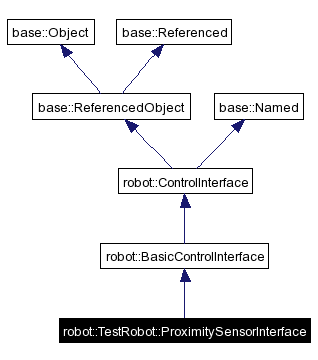 base::Object
base::Referenced
base::ReferencedObject
base::Named
robot::ControlInterface
robot::BasicControlInterface
robot::TestRobot::ProximitySensorInterface